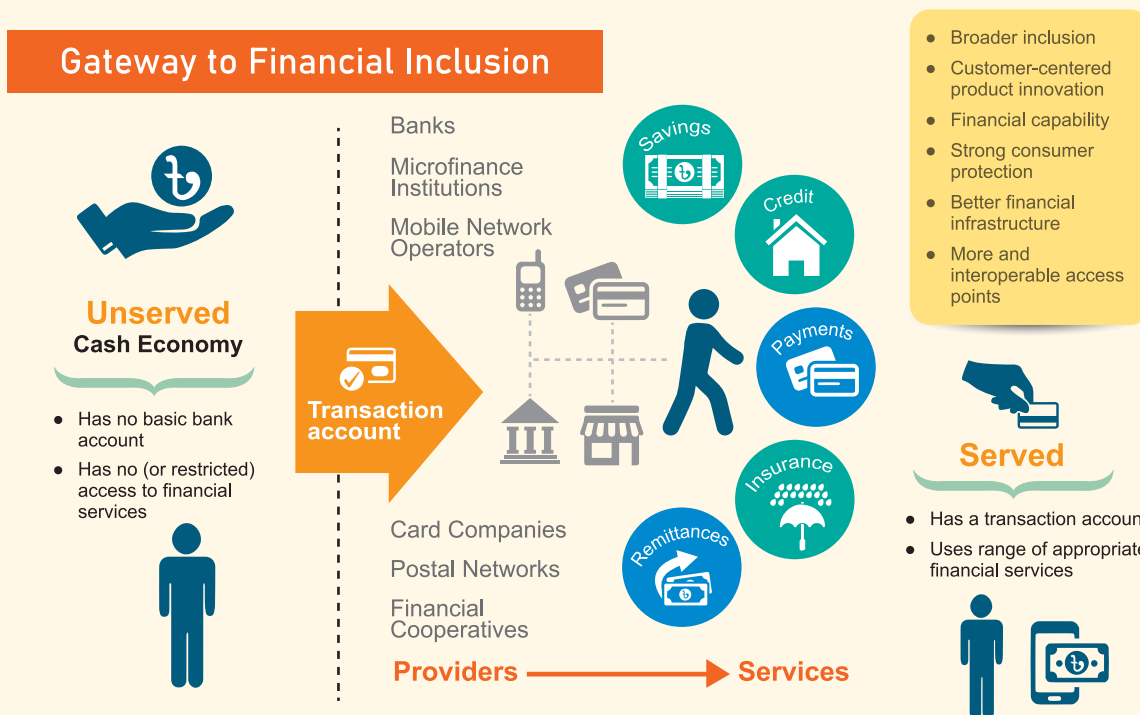 Gateway to Financial Inclusion
Unserved
Cash Economy
● Has no basic bank
account
● Has no (or restricted)
access to financial
services
Transaction
account
Banks
Microfinance
Institutions
Mobile Network
Operators
Card Companies
Postal Networks
Financial
Cooperatives
Providers
Services
Savings
Credit
Payments
Insurance
Remittances
● Broader inclusion
● Customer-centered
product innovation
● Financial capability
● Strong consumer
protection
● Better financial
infrastructure
● More and
interoperable access
points
Served
● Has a transaction accoun
● Uses range of appropriate
financial services
৳
৳
৳